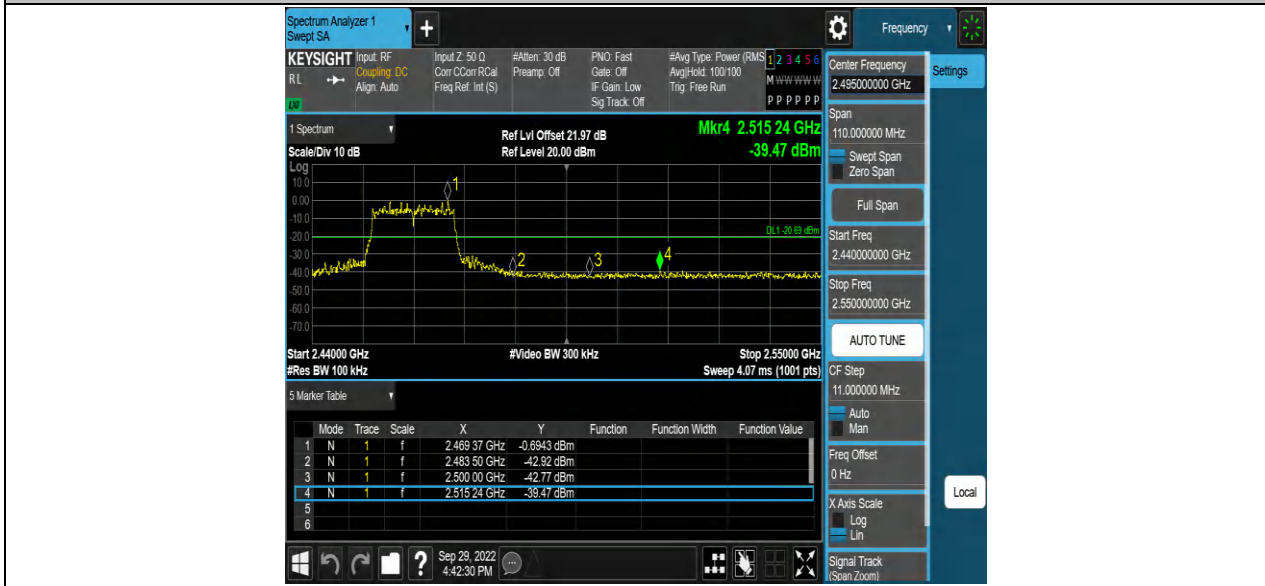 Spectrum Analyzer 1
Swept SA
+
Frequency
KEYSIGHT
RL
Input: RF
Coupling: DC
Align: Auto
Input Z: 50 Ω
Corr CCorr RCal
Freq Ref: Int (S)
#Atten: 30 dB
Preamp: Off
PNO: Fast
Gate: Off
IF Gain: Low
Sig Track: Off
#Avg Type: Power (RMS
Avg|Hold: 100/100
Trig: Free Run
1 2 3 4 5 6
M W W W W W
P P P P P P
1 Spectrum
Scale/Div 10 dB
Ref Lvl Offset 21.97 dB
Ref Level 20.00 dBm
Mkr4 2.515 24 GHz
-39.47 dBm
Log
10.0
0.00
-10.0
-20.0
-30.0
-40.0
-50.0
-60.0
-70.0
1
2
3
4
DL1 -20.69 dBm
Start 2.44000 GHz
#Res BW 100 kHz
#Video BW 300 kHz
Stop 2.55000 GHz
Sweep 4.07 ms (1001 pts)
5 Marker Table
Mode Trace Scale X Y Function Function Width Function Value
1 N 1 f 2.469 37 GHz -0.6943 dBm
2 N 1 f 2.483 50 GHz -42.92 dBm
3 N 1 f 2.500 00 GHz -42.77 dBm
4 N 1 f 2.515 24 GHz -39.47 dBm
5
6
?
Sep 29, 2022
4:42:30 PM
Center Frequency
2.495000000 GHz
Settings
Span
110.000000 MHz
Swept Span
Zero Span
Full Span
Start Freq
2.440000000 GHz
Stop Freq
2.550000000 GHz
AUTO TUNE
CF Step
11.000000 MHz
Auto
Man
Freq Offset
0 Hz
X Axis Scale
Log
Lin
Local
Signal Track
(Span Zoom)